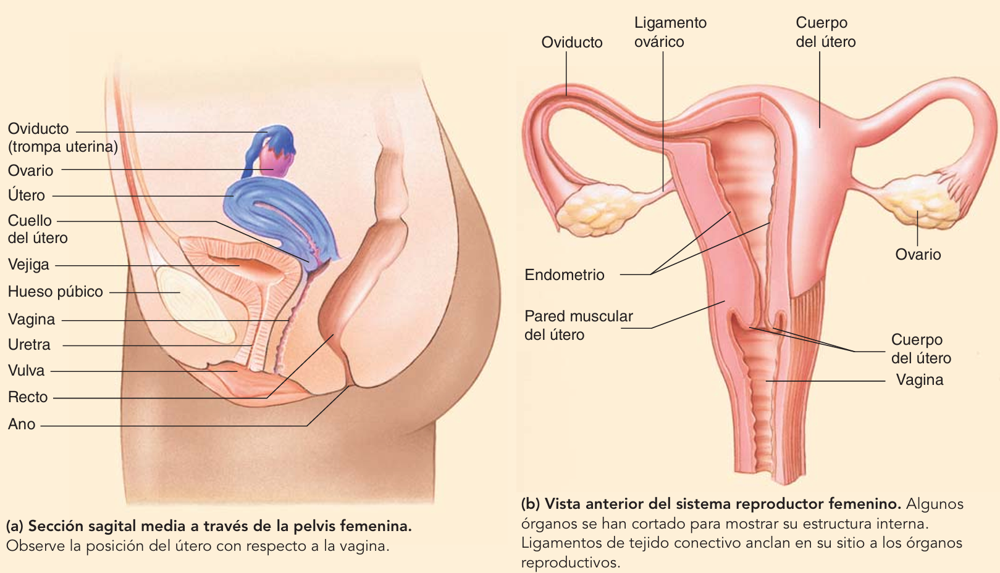 Oviducto
(trompa uterina)
Ovario
Útero
Cuello
del útero
Vejiga
Hueso púbico
Vagina
Uretra
Vulva
Recto
Ano
(a) Sección sagital media a través de la pelvis femenina.
Observe la posición del útero con respecto a la vagina.
Oviducto
Ligamento
ovárico
Cuerpo
del útero
Ovario
Endometrio
Pared muscular
del útero
Cuerpo
del útero
Vagina
(b) Vista anterior del sistema reproductor femenino. Algunos
órganos se han cortado para mostrar su estructura interna.
Ligamentos de tejido conectivo anclan en su sitio a los órganos
reproductivos.